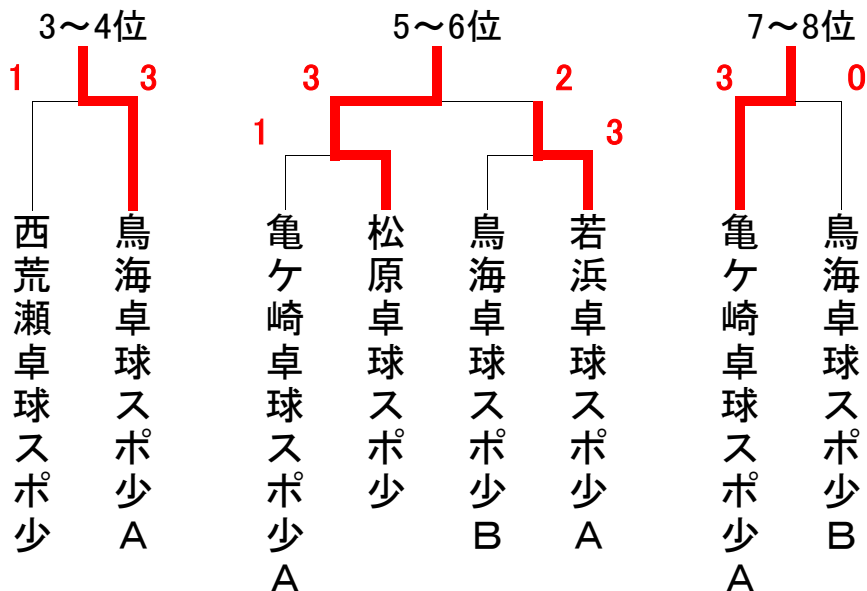 3～4位
5～6位
7～8位
1
3
3
2
3
0
1
3
西荒瀬卓球スポ少
鳥海卓球スポ少A
亀ケ崎卓球スポ少A
松原卓球スポ少
鳥海卓球スポ少B
若浜卓球スポ少A
亀ケ崎卓球スポ少A
鳥海卓球スポ少B